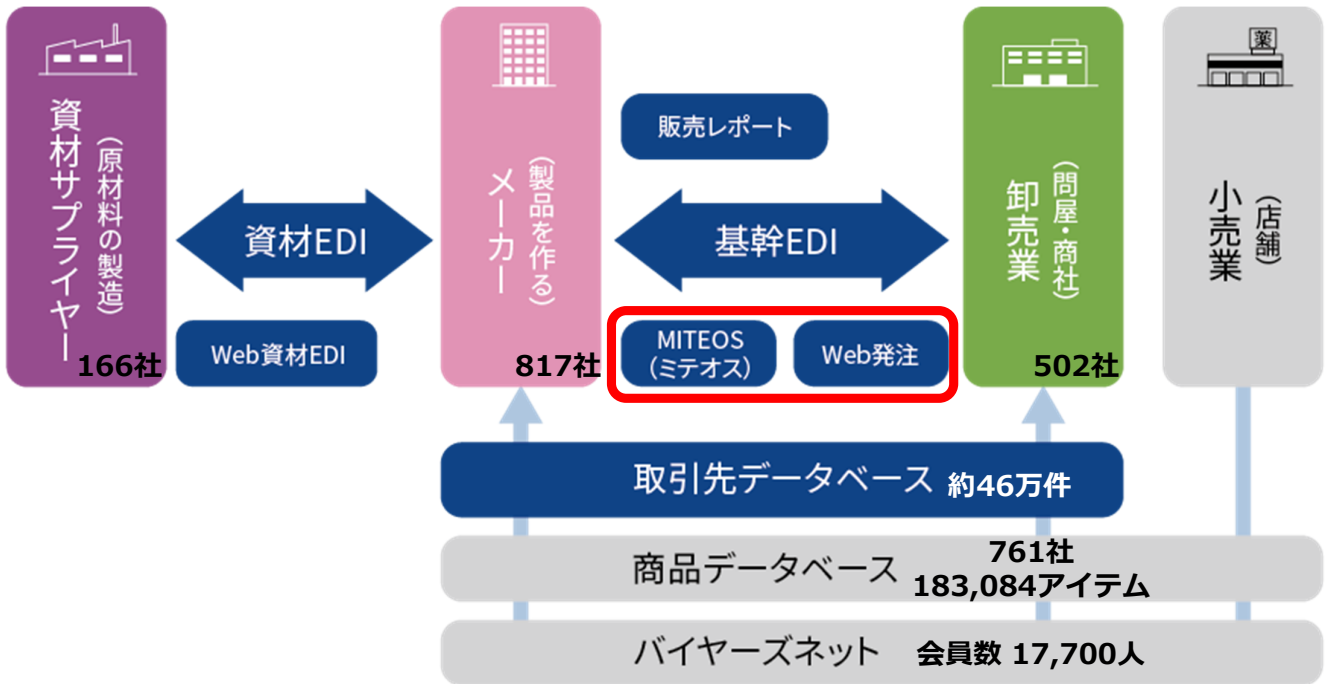 資材サプライヤー
(原材料の製造)
166社
資材EDI
Web資材EDI
メーカー
(製品を作る)
817社
販売レポート
基幹EDI
MITEOS
(ミテオス)
Web発注
卸売業
(問屋・商社)
502社
薬
小売業
(店舗)
取引先データベース 約46万件
商品データベース
761社
183,084アイテム
バイヤーズネット 会員数 17,700人